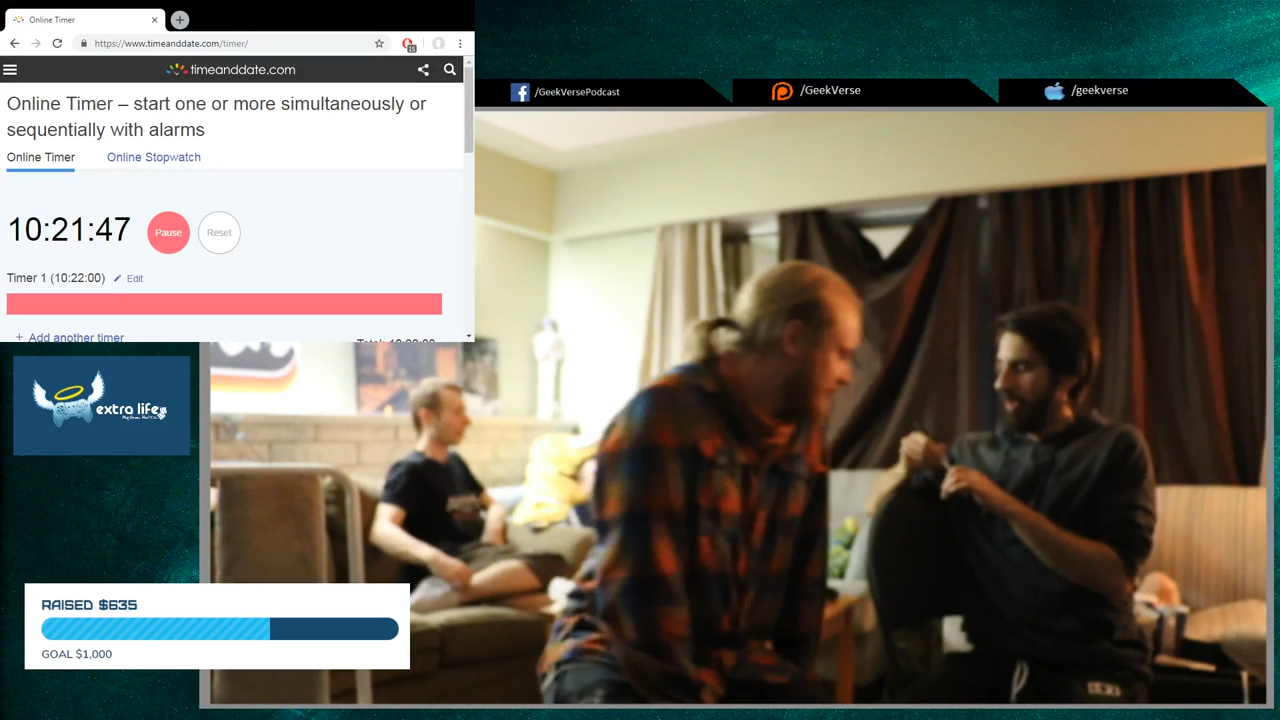 Online Timer
https://www.timeanddate.com/timer/
15
timeanddate.com
Online Timer – start one or more simultaneously or
sequentially with alarms
Online Timer
Online Stopwatch
10:21:47
Pause
Reset
Timer 1 (10:22:00)
Edit
+ Add another timer
/GeekVersePodcast
/GeekVerse
/geekverse
extra life
RAISED $635
GOAL $1,000